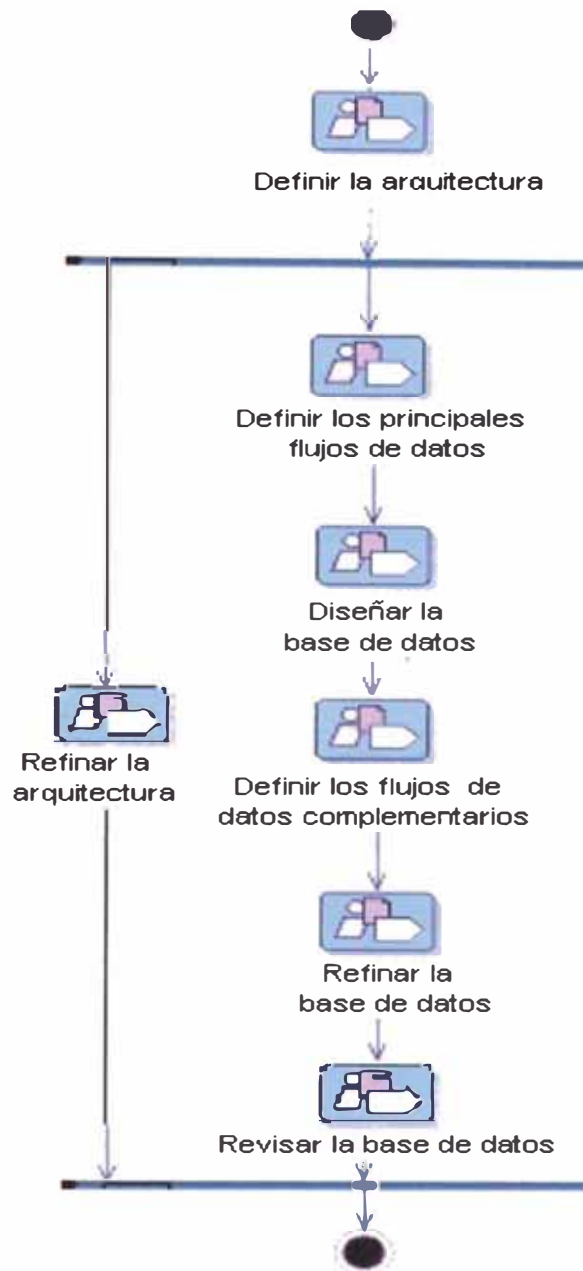 Definir la arquitectura
Definir los principales
flujos de datos
Diseñar la
base de datos
Refinar la
arquitectura
Definir los flujos de
datos complementarios
Refinar la
base de datos
Revisar la base de datos